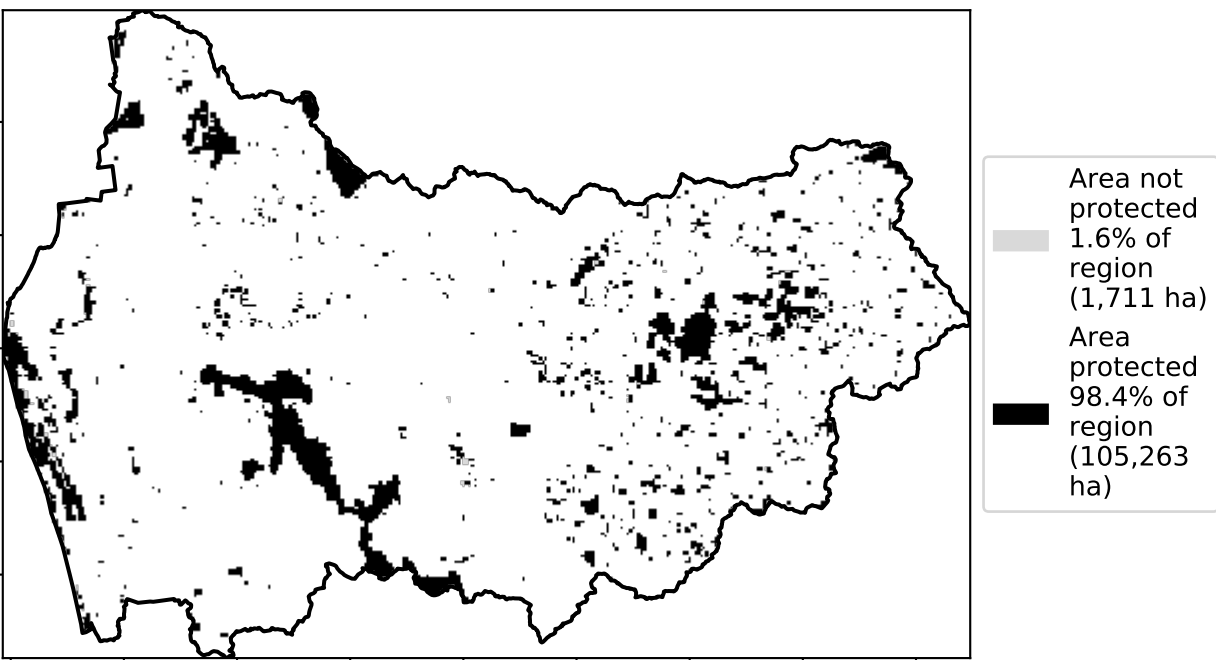 Area not
protected
1.6% of
region
(1,711 ha)
Area
protected
98.4% of
region
(105,263
ha)